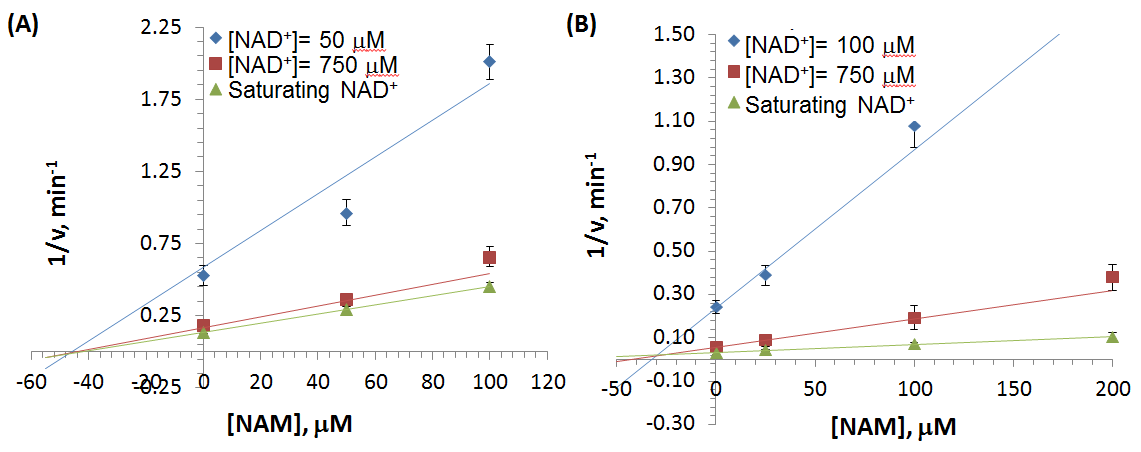 (A)
1/v, min-1
2.25
1.75
1.25
0.75
0.25
-0.25
[NAD+]= 50 μM
[NAD+]= 750 μM
Saturating NAD+
-60 -40 -20 0 20 40 60 80 100 120
[NAM], μM
(B)
1/v, min-1
1.50
1.30
1.10
0.90
0.70
0.50
0.30
0.10
-0.10
-0.30
[NAD+]= 100 μM
[NAD+]= 750 μM
Saturating NAD+
-50 0 50 100 150 200
[NAM], μM